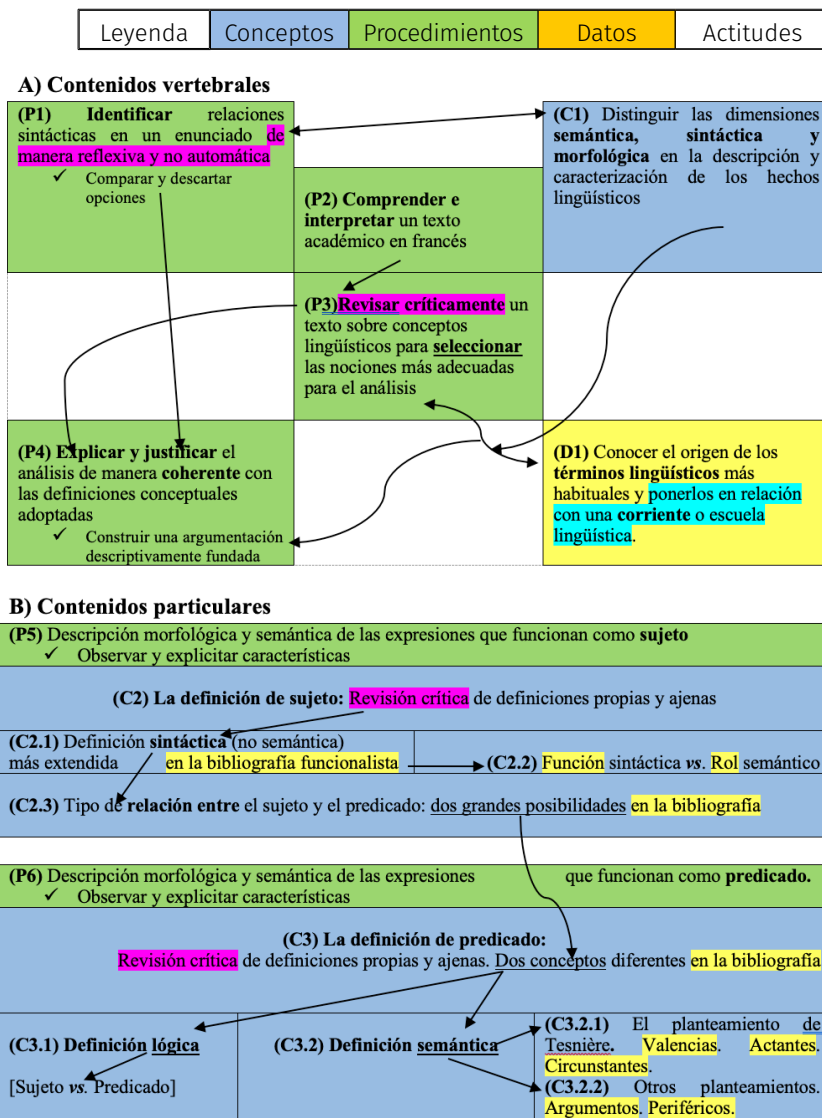 Leyenda Conceptos Procedimientos Datos Actitudes
A) Contenidos vertebrales
(P1) Identificar relaciones
sintácticas en un enunciado de
manera reflexiva y no automática
✓ Comparar y descartar
opciones
(C1) Distinguir las dimensiones
semántica, sintáctica y
morfológica en la descripción y
caracterización de los hechos
lingüísticos
(P2) Comprender e
interpretar un texto
académico en francés
(P3)Revisar críticamente un
texto sobre conceptos
lingüísticos para seleccionar
las nociones más adecuadas
para el análisis
(P4) Explicar y justificar el
análisis de manera coherente con
las definiciones conceptuales
adoptadas
✓ Construir una argumentación
descriptivamente fundada
(D1) Conocer el origen de los
términos lingüísticos más
habituales y ponerlos en relación
con una corriente o escuela
lingüística.
B) Contenidos particulares
(P5) Descripción morfológica y semántica de las expresiones que funcionan como sujeto
✓ Observar y explicitar características
(C2) La definición de sujeto: Revisión crítica de definiciones propias y ajenas
(C2.1) Definición sintáctica (no semántica)
más extendida en la bibliografía funcionalista
(C2.2) Función sintáctica vs. Rol semántico
(C2.3) Tipo de relación entre el sujeto y el predicado: dos grandes posibilidades en la bibliografía
(P6) Descripción morfológica y semántica de las expresiones que funcionan como predicado.
✓ Observar y explicitar características
(C3) La definición de predicado:
Revisión crítica de definiciones propias y ajenas. Dos conceptos diferentes en la bibliografía
(C3.1) Definición lógica
[Sujeto vs. Predicado]
(C3.2) Definición semántica
(C3.2.1) El planteamiento de
Tesnière. Valencias. Actantes.
Circunstantes.
(C3.2.2) Otros planteamientos.
Argumentos. Periféricos.